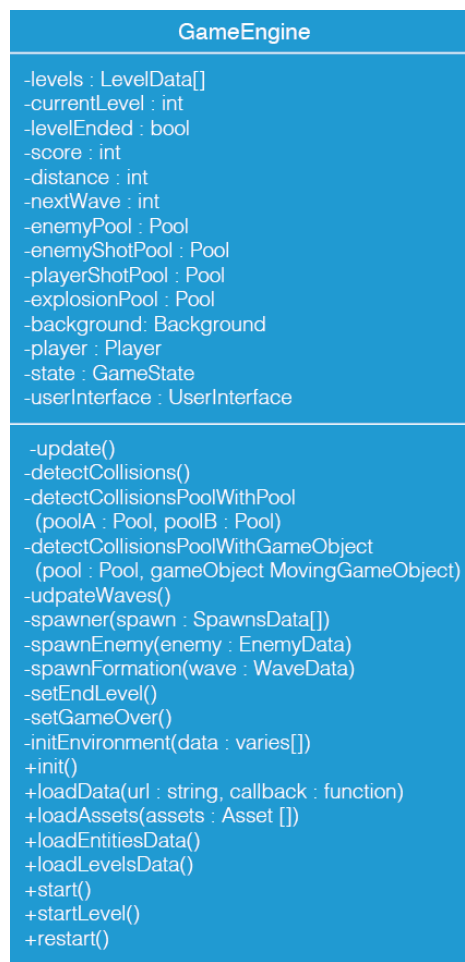 GameEngine
-levels : LevelData[]
-currentLevel : int
-levelEnded : bool
-score : int
-distance : int
-nextWave : int
-enemyPool : Pool
-enemyShotPool : Pool
-playerShotPool : Pool
-explosionPool : Pool
-background: Background
-player : Player
-state : GameState
-userInterface : UserInterface
-update()
-detectCollisions()
-detectCollisionsPoolWithPool
(poolA : Pool, poolB : Pool)
-detectCollisionsPoolWithGameObject
(pool : Pool, gameObject MovingGameObject)
-udpateWaves()
-spawner(spawn : SpawnsData[])
-spawnEnemy(enemy : EnemyData)
-spawnFormation(wave : WaveData)
-setEndLevel()
-setGameOver()
-initEnvironment(data : varies[])
+init()
+loadData(url : string, callback : function)
+loadAssets(assets : Asset [])
+loadEntitiesData()
+loadLevelsData()
+start()
+startLevel()
+restart()